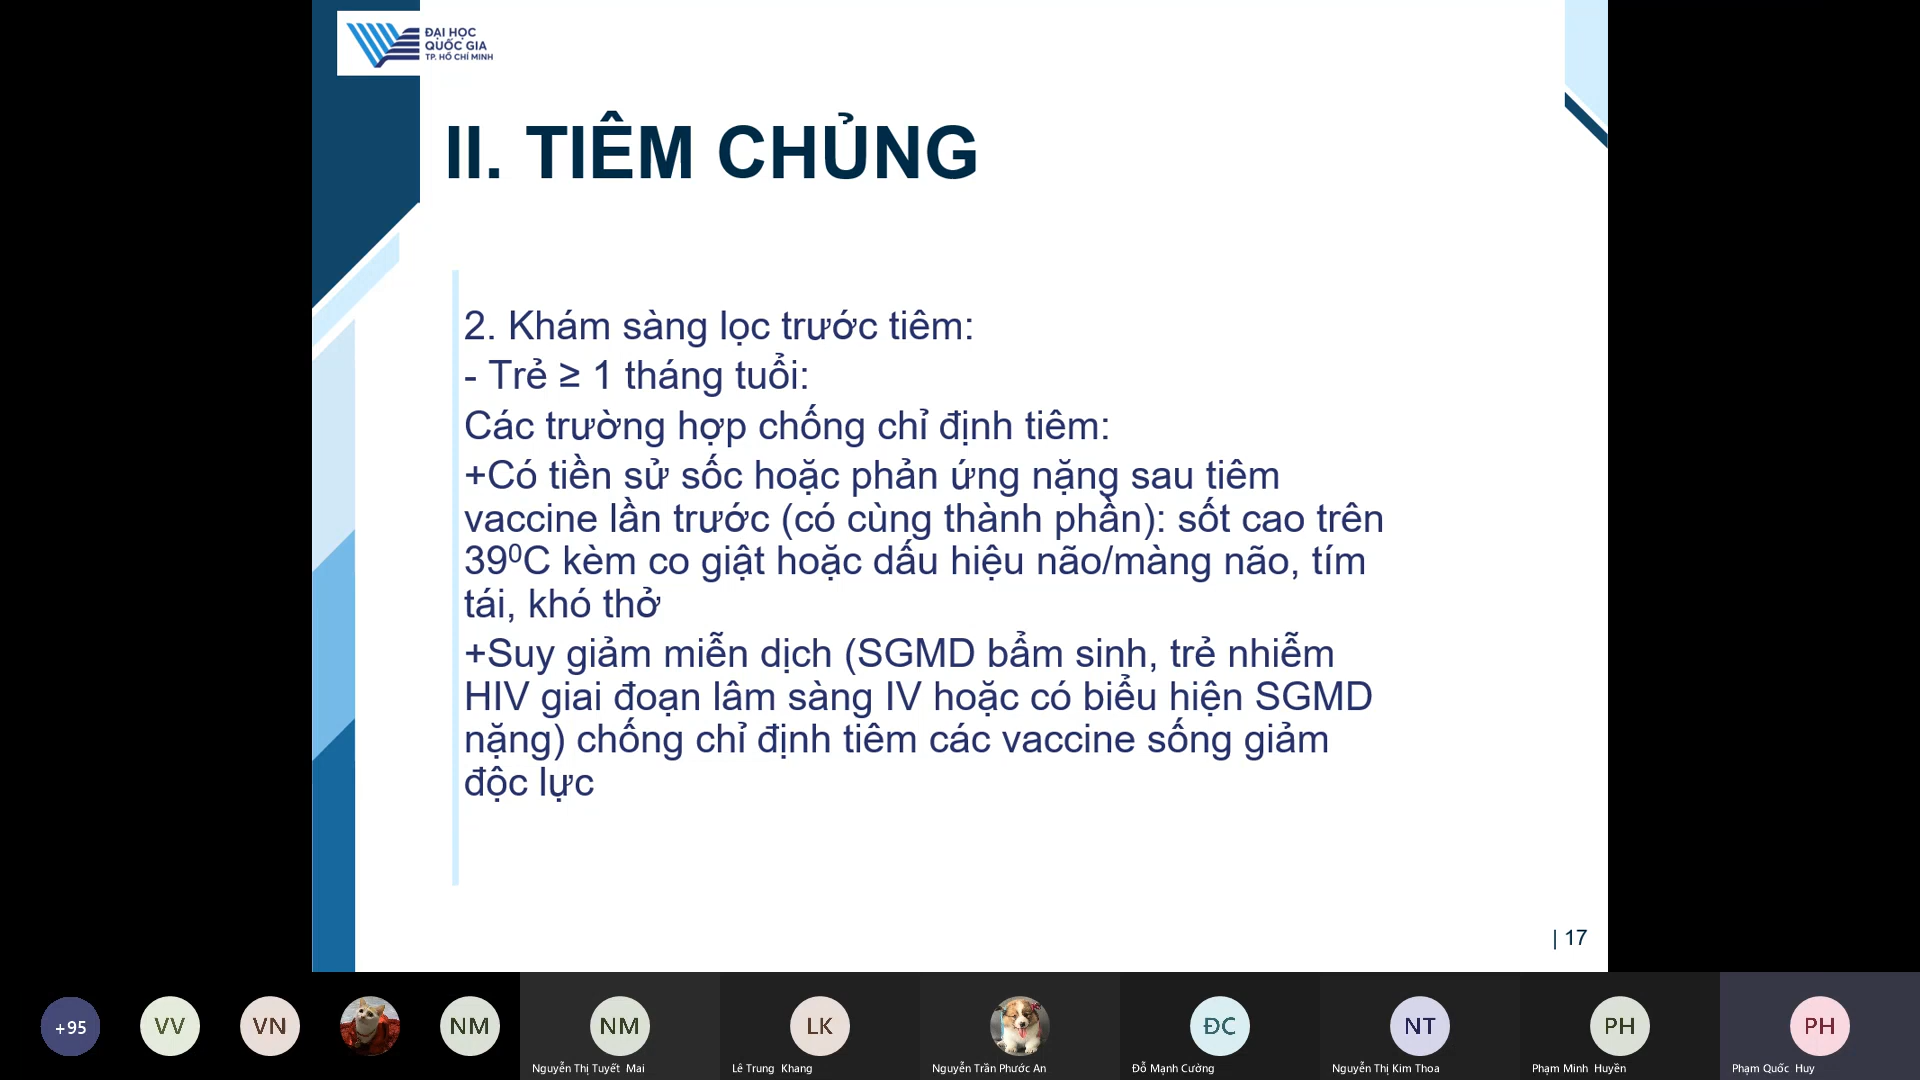 ĐẠI HỌC
QUỐC GIA
TP. HỒ CHÍ MINH
II. TIÊM CHỦNG
2. Khám sàng lọc trước tiêm:
- Trẻ ≥ 1 tháng tuổi:
Các trường hợp chống chỉ định tiêm:
+Có tiền sử sốc hoặc phản ứng nặng sau tiêm
vaccine lần trước (có cùng thành phần): sốt cao trên
39⁰C kèm co giật hoặc dấu hiệu não/màng não, tím
tái, khó thở
+Suy giảm miễn dịch (SGMD bẩm sinh, trẻ nhiễm
HIV giai đoạn lâm sàng IV hoặc có biểu hiện SGMD
nặng) chống chỉ định tiêm các vaccine sống giảm
độc lực
| 17
+95
VV
VN
NM
NM
LK
ĐC
NT
PH
PH
Nguyễn Thị Tuyết Mai
Lê Trung Khang
Nguyễn Trần Phước An
Đỗ Mạnh Cường
Nguyễn Thị Kim Thoa
Phạm Minh Huyền
Phạm Quốc Huy